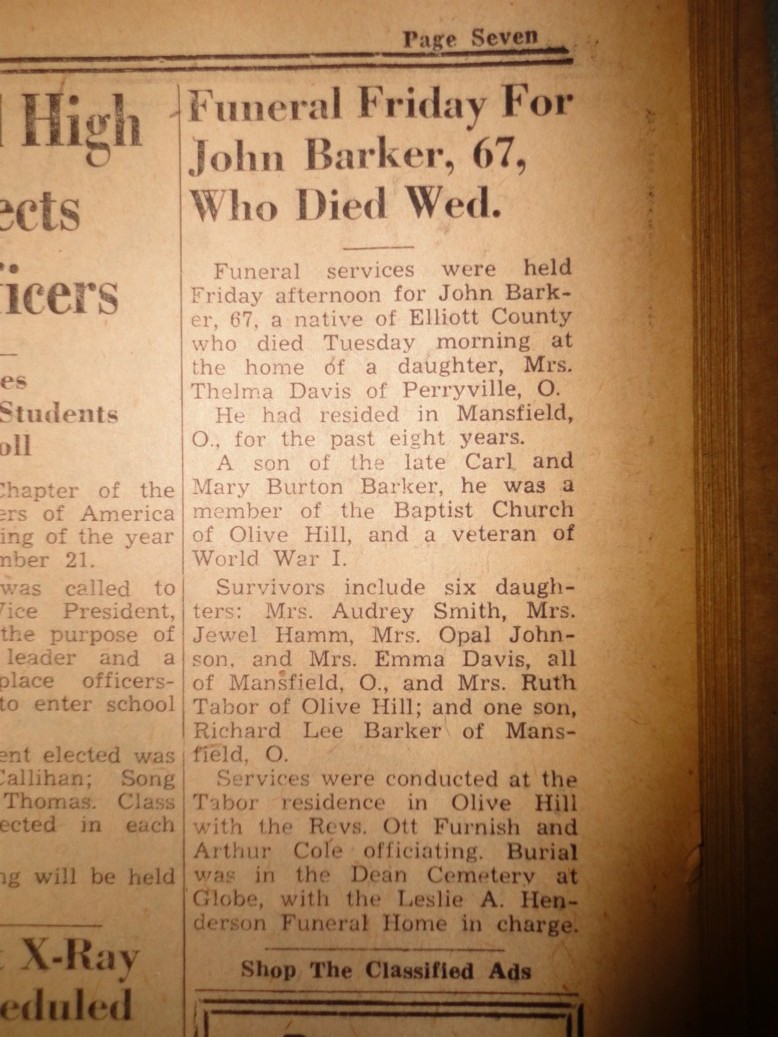 Page Seven
High
ects
ficers
es
Students
oll
Chapter of the
ers of America
ing of the year
mber 21.
was called to
Vice President,
the purpose of
leader and a
place officers-
to enter school
ent elected was
Callihan; Song
Thomas. Class
ected in each
ng will be held
X-Ray
eduled
Funeral Friday For
John Barker, 67,
Who Died Wed.
Funeral services were held
Friday afternoon for John Bark-
er, 67, a native of Elliott County
who died Tuesday morning at
the home of a daughter, Mrs.
Thelma Davis of Perryville, O.
He had resided in Mansfield,
O., for the past eight years.
A son of the late Carl and
Mary Burton Barker, he was a
member of the Baptist Church
of Olive Hill, and a veteran of
World War I.
Survivors include six daugh-
ters: Mrs. Audrey Smith, Mrs.
Jewel Hamm, Mrs. Opal John-
son, and Mrs. Emma Davis, all
of Mansfield, O., and Mrs. Ruth
Tabor of Olive Hill; and one son,
Richard Lee Barker of Mans-
field, O.
Services were conducted at the
Tabor residence in Olive Hill
with the Revs. Ott Furnish and
Arthur Cole officiating. Burial
was in the Dean Cemetery at
Globe, with the Leslie A. Hen-
derson Funeral Home in charge.
Shop The Classified Ads